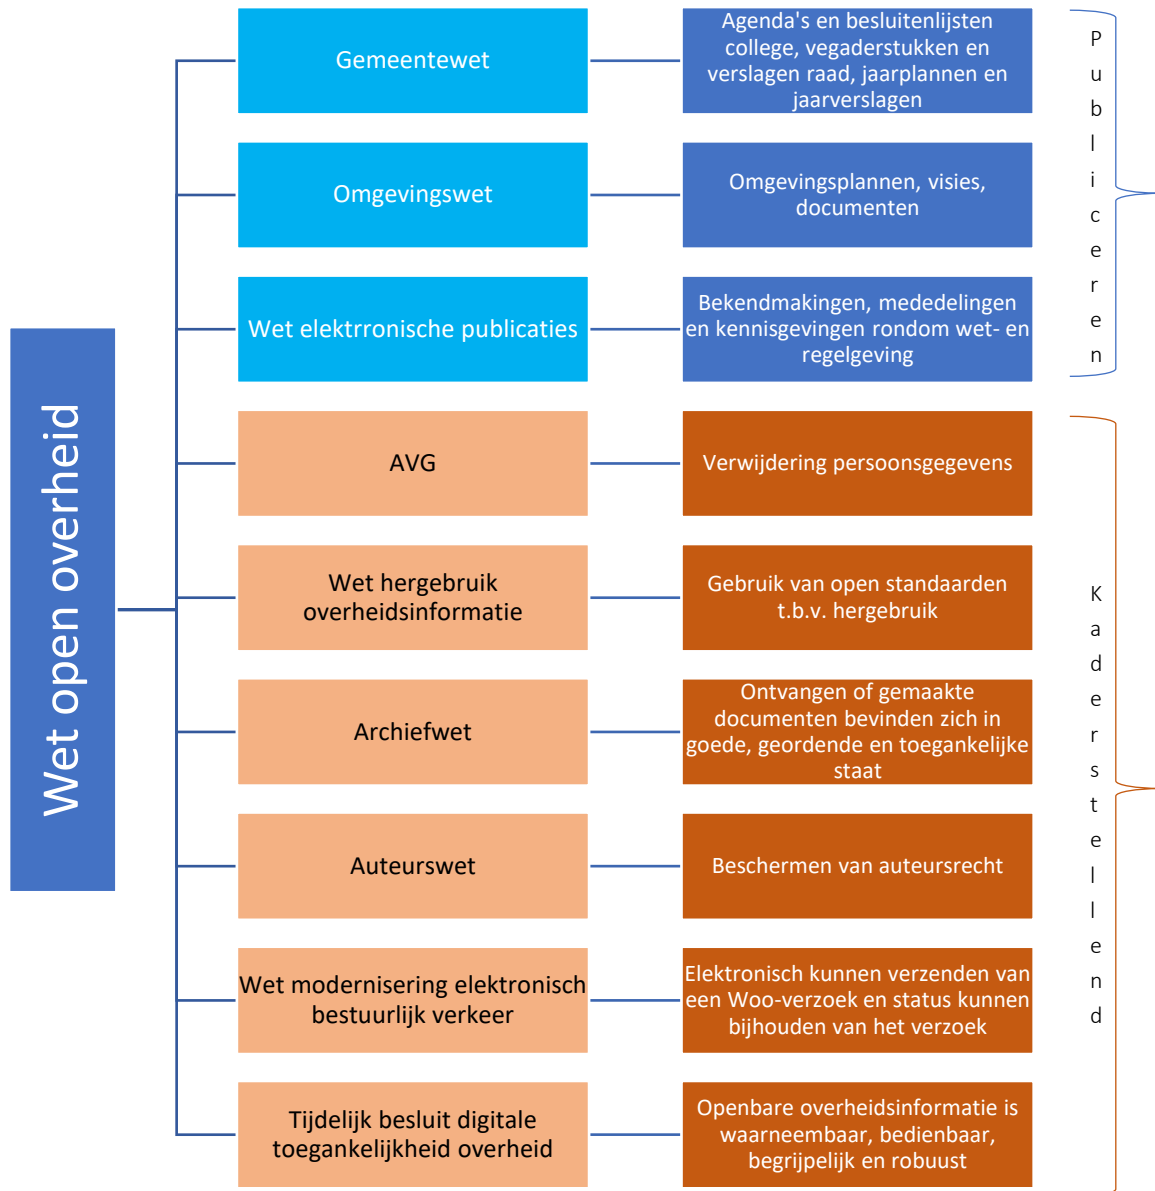 Wet open overheid
Gemeentewet
Agenda's en besluitenlijsten
college, vegaderstukken en
verslagen raad, jaarplannen en
jaarverslagen
Omgevingswet
Omgevingsplannen, visies,
documenten
Wet elektrronische publicaties
Bekendmakingen, mededelingen
en kennisgevingen rondom wet- en
regelgeving
Publiceren
AVG
Verwijdering persoonsgegevens
Wet hergebruik
overheidsinformatie
Gebruik van open standaarden
t.b.v. hergebruik
Archiefwet
Ontvangen of gemaakte
documenten bevinden zich in
goede, geordende en toegankelijke
staat
Auteurswet
Beschermen van auteursrecht
Wet modernisering elektronisch
bestuurlijk verkeer
Elektronisch kunnen verzenden van
een Woo-verzoek en status kunnen
bijhouden van het verzoek
Tijdelijk besluit digitale
toegankelijkheid overheid
Openbare overheidsinformatie is
waarneembaar, bedienbaar,
begrijpelijk en robuust
Kaderstellend